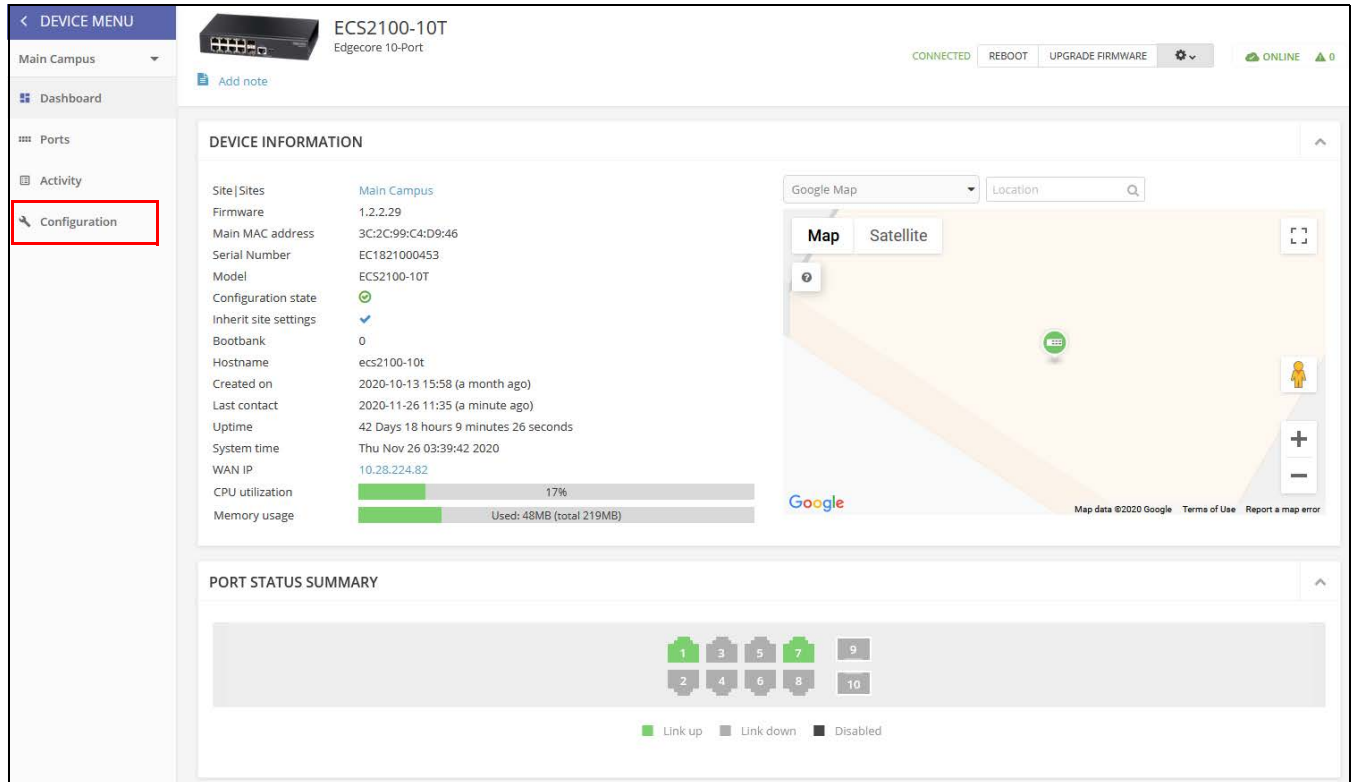 < DEVICE MENU
Main Campus
Dashboard
Ports
Activity
Configuration
ECS2100-10T
Edgecore 10-Port
Add note
CONNECTED REBOOT UPGRADE FIRMWARE ONLINE 0
DEVICE INFORMATION
Site|Sites Main Campus
Firmware 1.2.2.29
Main MAC address 3C:2C:99:C4:D9:46
Serial Number EC1821000453
Model ECS2100-10T
Configuration state
Inherit site settings
Bootbank 0
Hostname ecs2100-10t
Created on 2020-10-13 15:58 (a month ago)
Last contact 2020-11-26 11:35 (a minute ago)
Uptime 42 Days 18 hours 9 minutes 26 seconds
System time Thu Nov 26 03:39:42 2020
WAN IP 10.28.224.82
CPU utilization 17%
Memory usage Used: 48MB (total 219MB)
Google Map Location
Map Satellite
?
+
−
Google Map data ©2020 Google Terms of Use Report a map error
PORT STATUS SUMMARY
1 3 5 7 9
2 4 6 8 10
Link up Link down Disabled